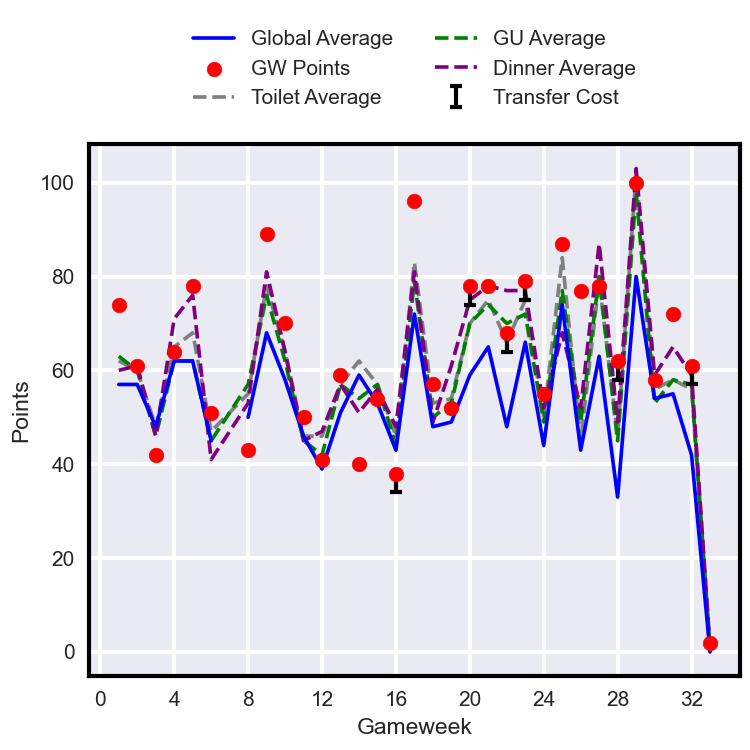 Global Average
GW Points
Toilet Average
GU Average
Dinner Average
Transfer Cost
100
80
60
40
20
0
Points
0 4 8 12 16 20 24 28 32
Gameweek